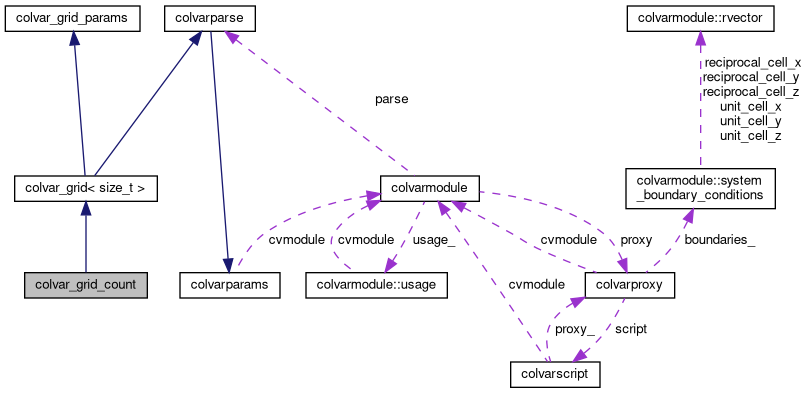 colvar_grid_params
colvarparse
colvarmodule::rvector
reciprocal_cell_x
reciprocal_cell_y
reciprocal_cell_z
unit_cell_x
unit_cell_y
unit_cell_z
parse
colvar_grid< size_t >
colvarmodule
colvarmodule::system
_boundary_conditions
cvmodule
cvmodule
usage_
cvmodule
proxy
boundaries_
colvar_grid_count
colvarparams
colvarmodule::usage
cvmodule
colvarproxy
proxy_
script
colvarscript